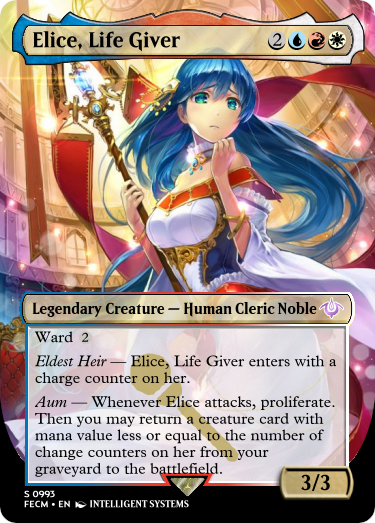 Elice, Life Giver 2
Legendary Creature — Human Cleric Noble
Ward 2
Eldest Heir — Elice, Life Giver enters with a
charge counter on her.
Aum — Whenever Elice attacks, proliferate.
Then you may return a creature card with
mana value less or equal to the number of
change counters on her from your
graveyard to the battlefield.
3/3
S 0993
FECM • EN INTELLIGENT SYSTEMS